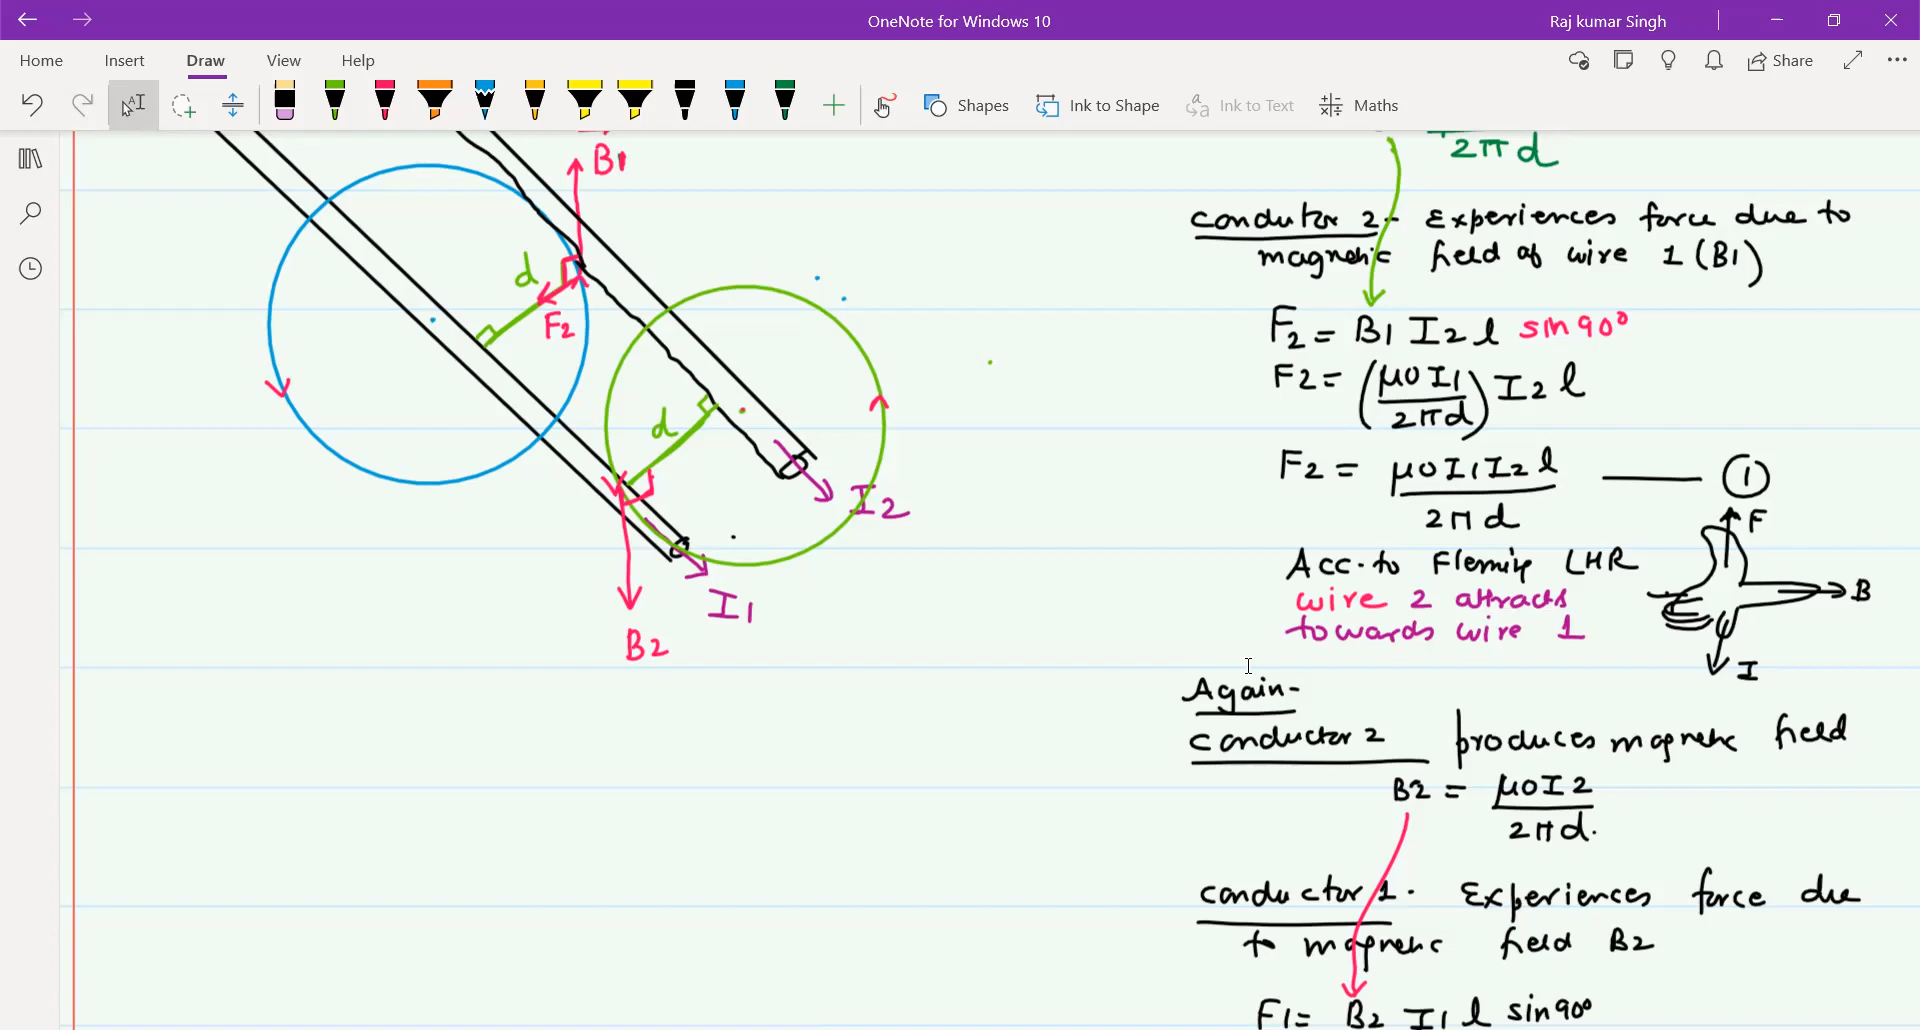 OneNote for Windows 10
Raj kumar Singh
Home Insert Draw View Help
Share
Shapes Ink to Shape Ink to Text Maths
B1
d
F2
d
I2
I1
B2
2π d
condutor 2- Experiences force due to
magnetic field of wire 1 (B1)
F2 = B1 I2 l sin 90°
F2 = (μ0 I1 / 2πd) I2 l
F2 = μ0 I1 I2 l / 2π d —— ①
Acc. to Fleming LHR
wire 2 attracts
towards wire 1
F
B
I
Again-
conductor 2 produces magnetic field
B2 = μ0 I2 / 2πd.
conductor 1. Experiences force due
to magnetic field B2
F1 = B2 I1 l sin 90°